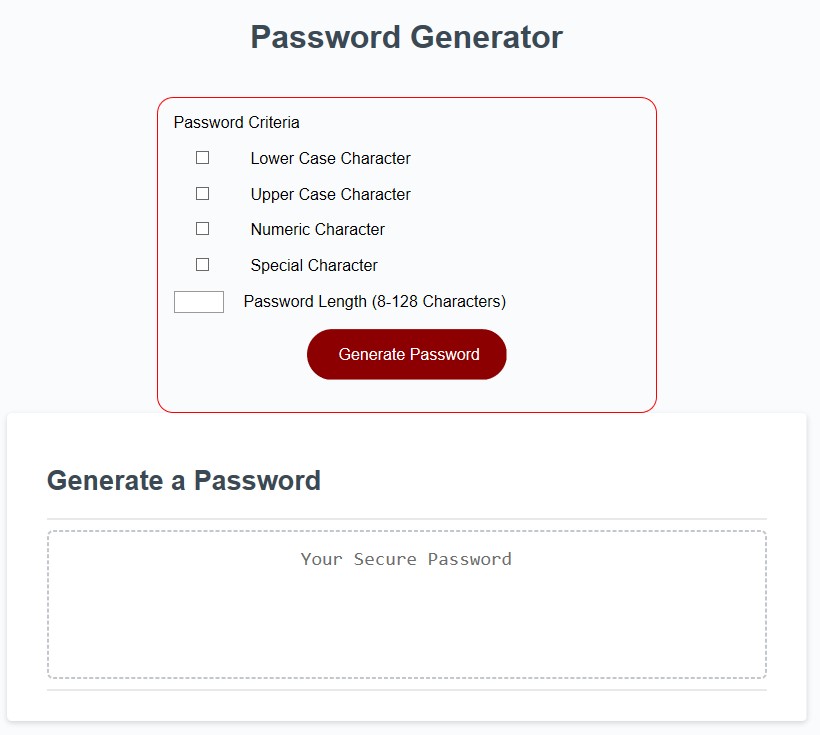 Password Generator
Password Criteria
Lower Case Character
Upper Case Character
Numeric Character
Special Character
Password Length (8-128 Characters)
Generate Password
Generate a Password
Your Secure Password